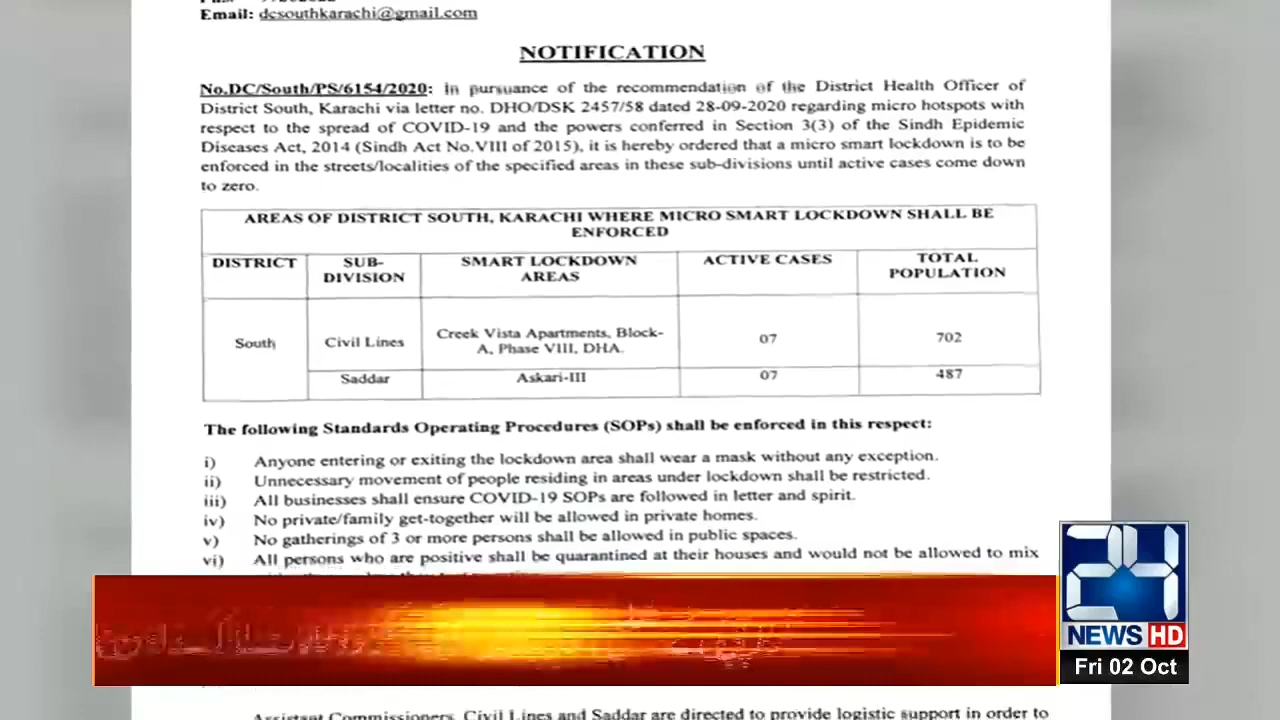 Email: dcsouthkarachi@gmail.com
NOTIFICATION
No.DC/South/PS/6154/2020: In pursuance of the recommendation of the District Health Officer of
District South, Karachi via letter no. DHO/DSK 2457/58 dated 28-09-2020 regarding micro hotspots with
respect to the spread of COVID-19 and the powers conferred in Section 3(3) of the Sindh Epidemic
Diseases Act, 2014 (Sindh Act No.VIII of 2015), it is hereby ordered that a micro smart lockdown is to be
enforced in the streets/localities of the specified areas in these sub-divisions until active cases come down
to zero.
AREAS OF DISTRICT SOUTH, KARACHI WHERE MICRO SMART LOCKDOWN SHALL BE
ENFORCED
DISTRICT
SUB-
DIVISION
SMART LOCKDOWN
AREAS
ACTIVE CASES
TOTAL
POPULATION
South
Civil Lines
Creek Vista Apartments, Block-
A, Phase VIII, DHA.
07
702
Saddar
Askari-III
07
487
The following Standards Operating Procedures (SOPs) shall be enforced in this respect:
i) Anyone entering or exiting the lockdown area shall wear a mask without any exception.
ii) Unnecessary movement of people residing in areas under lockdown shall be restricted.
iii) All businesses shall ensure COVID-19 SOPs are followed in letter and spirit.
iv) No private/family get-together will be allowed in private homes.
v) No gatherings of 3 or more persons shall be allowed in public spaces.
vi) All persons who are positive shall be quarantined at their houses and would not be allowed to mix
24
NEWS HD
Fri 02 Oct
Assistant Commissioners, Civil Lines and Saddar are directed to provide logistic support in order to